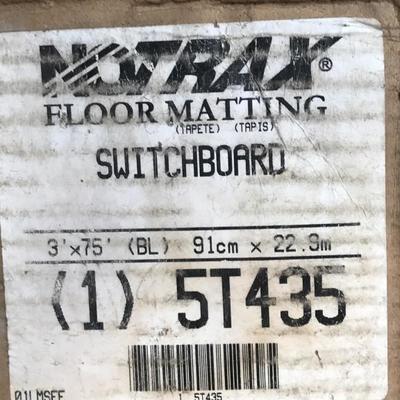 NOTRAX®
FLOOR MATTING
(TAPETE) (TAPIS)
SWITCHBOARD
3'x75' (BL) 91cm x 22.9m
(1) 5T435
1 5T435